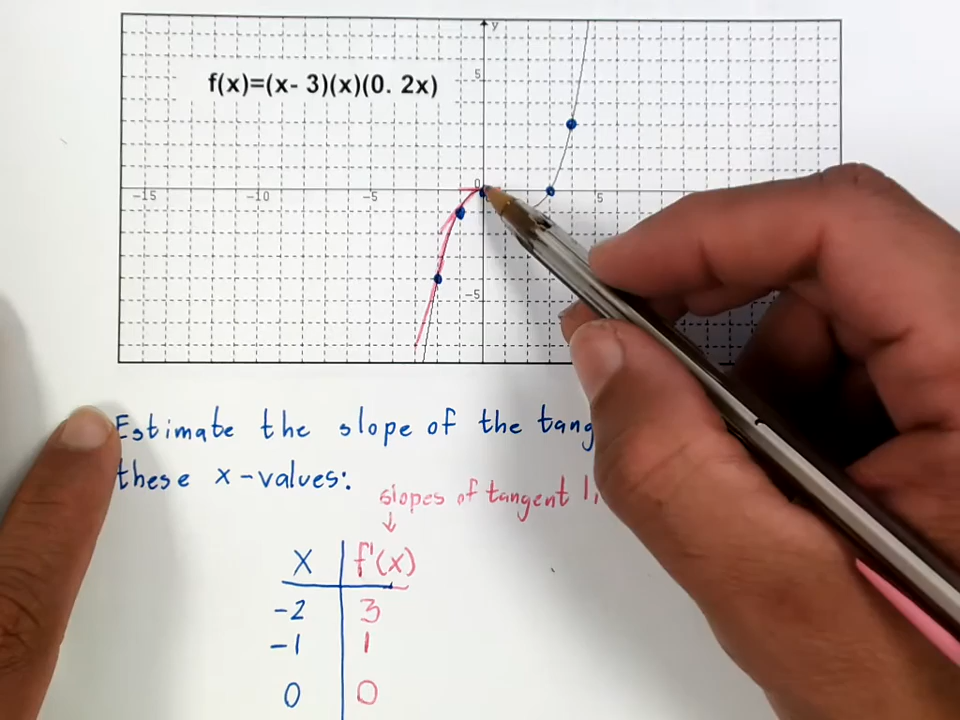 y
5
f(x)=(x- 3)(x)(0. 2x)
0
-15 -10 -5 5
-5
Estimate the slope of the
these x-values:
slopes of tangent
↓
X f'(x)
-2 3
-1 1
0 0